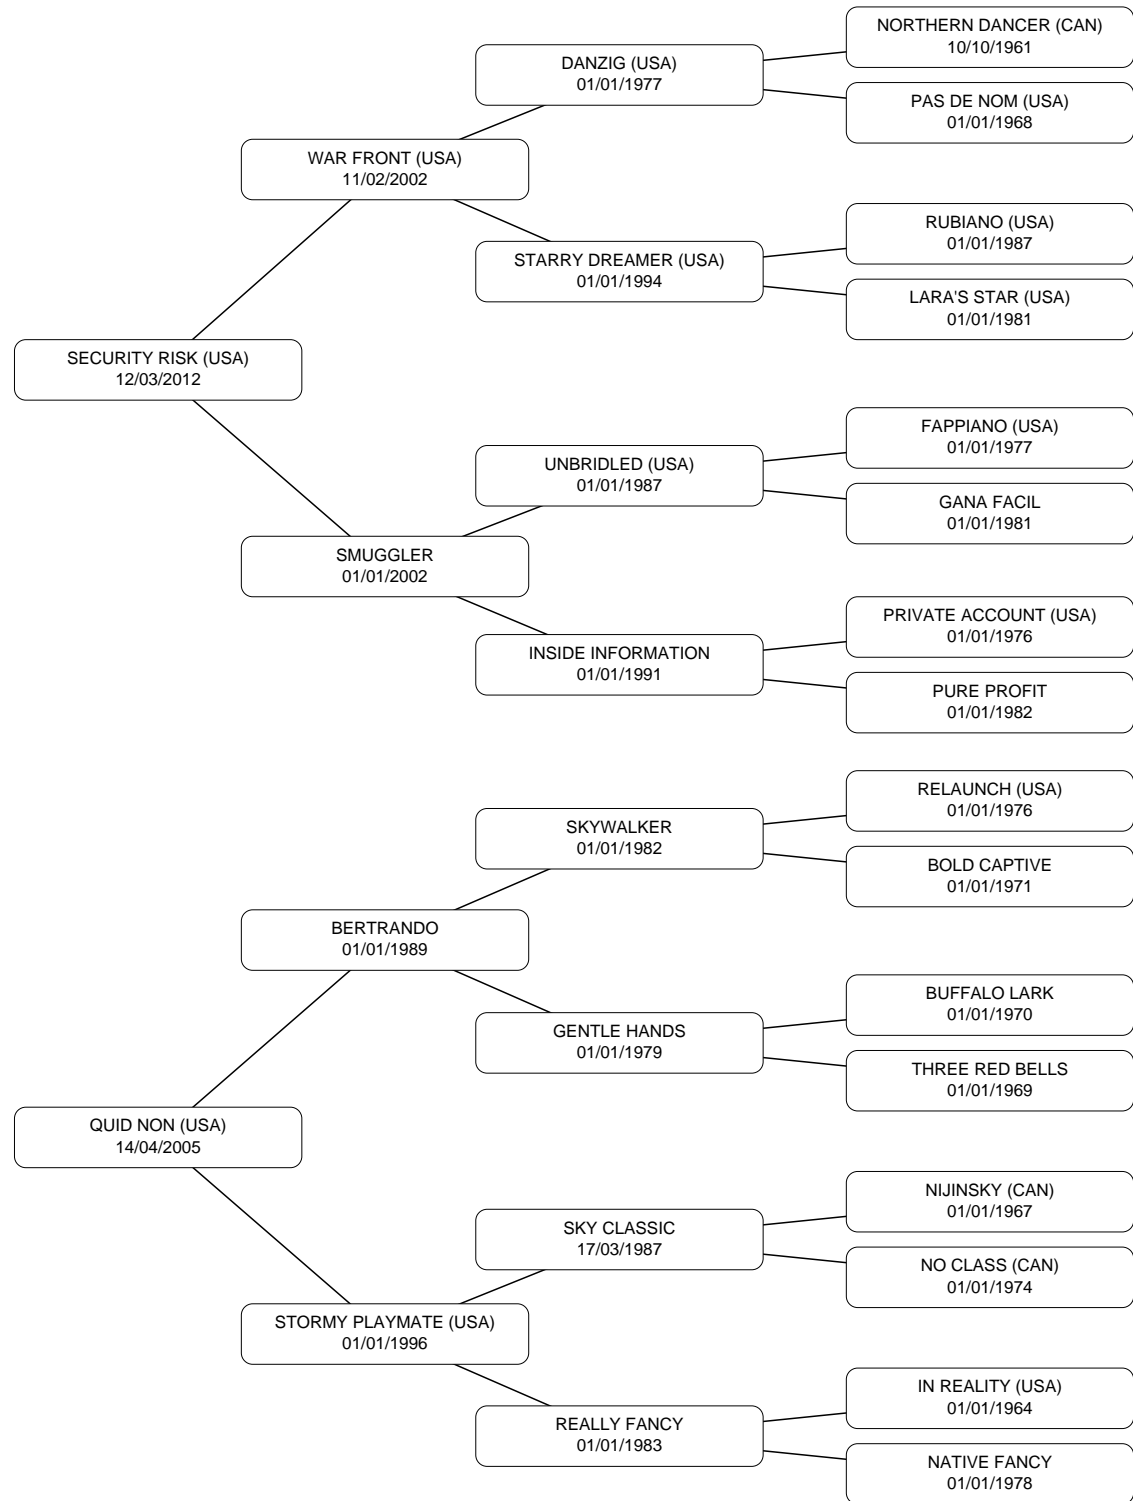 NORTHERN DANCER (CAN)
10/10/1961
DANZIG (USA)
01/01/1977
PAS DE NOM (USA)
01/01/1968
WAR FRONT (USA)
11/02/2002
RUBIANO (USA)
01/01/1987
STARRY DREAMER (USA)
01/01/1994
LARA'S STAR (USA)
01/01/1981
SECURITY RISK (USA)
12/03/2012
FAPPIANO (USA)
01/01/1977
UNBRIDLED (USA)
01/01/1987
GANA FACIL
01/01/1981
SMUGGLER
01/01/2002
PRIVATE ACCOUNT (USA)
01/01/1976
INSIDE INFORMATION
01/01/1991
PURE PROFIT
01/01/1982
RELAUNCH (USA)
01/01/1976
SKYWALKER
01/01/1982
BOLD CAPTIVE
01/01/1971
BERTRANDO
01/01/1989
BUFFALO LARK
01/01/1970
GENTLE HANDS
01/01/1979
THREE RED BELLS
01/01/1969
QUID NON (USA)
14/04/2005
NIJINSKY (CAN)
01/01/1967
SKY CLASSIC
17/03/1987
NO CLASS (CAN)
01/01/1974
STORMY PLAYMATE (USA)
01/01/1996
IN REALITY (USA)
01/01/1964
REALLY FANCY
01/01/1983
NATIVE FANCY
01/01/1978